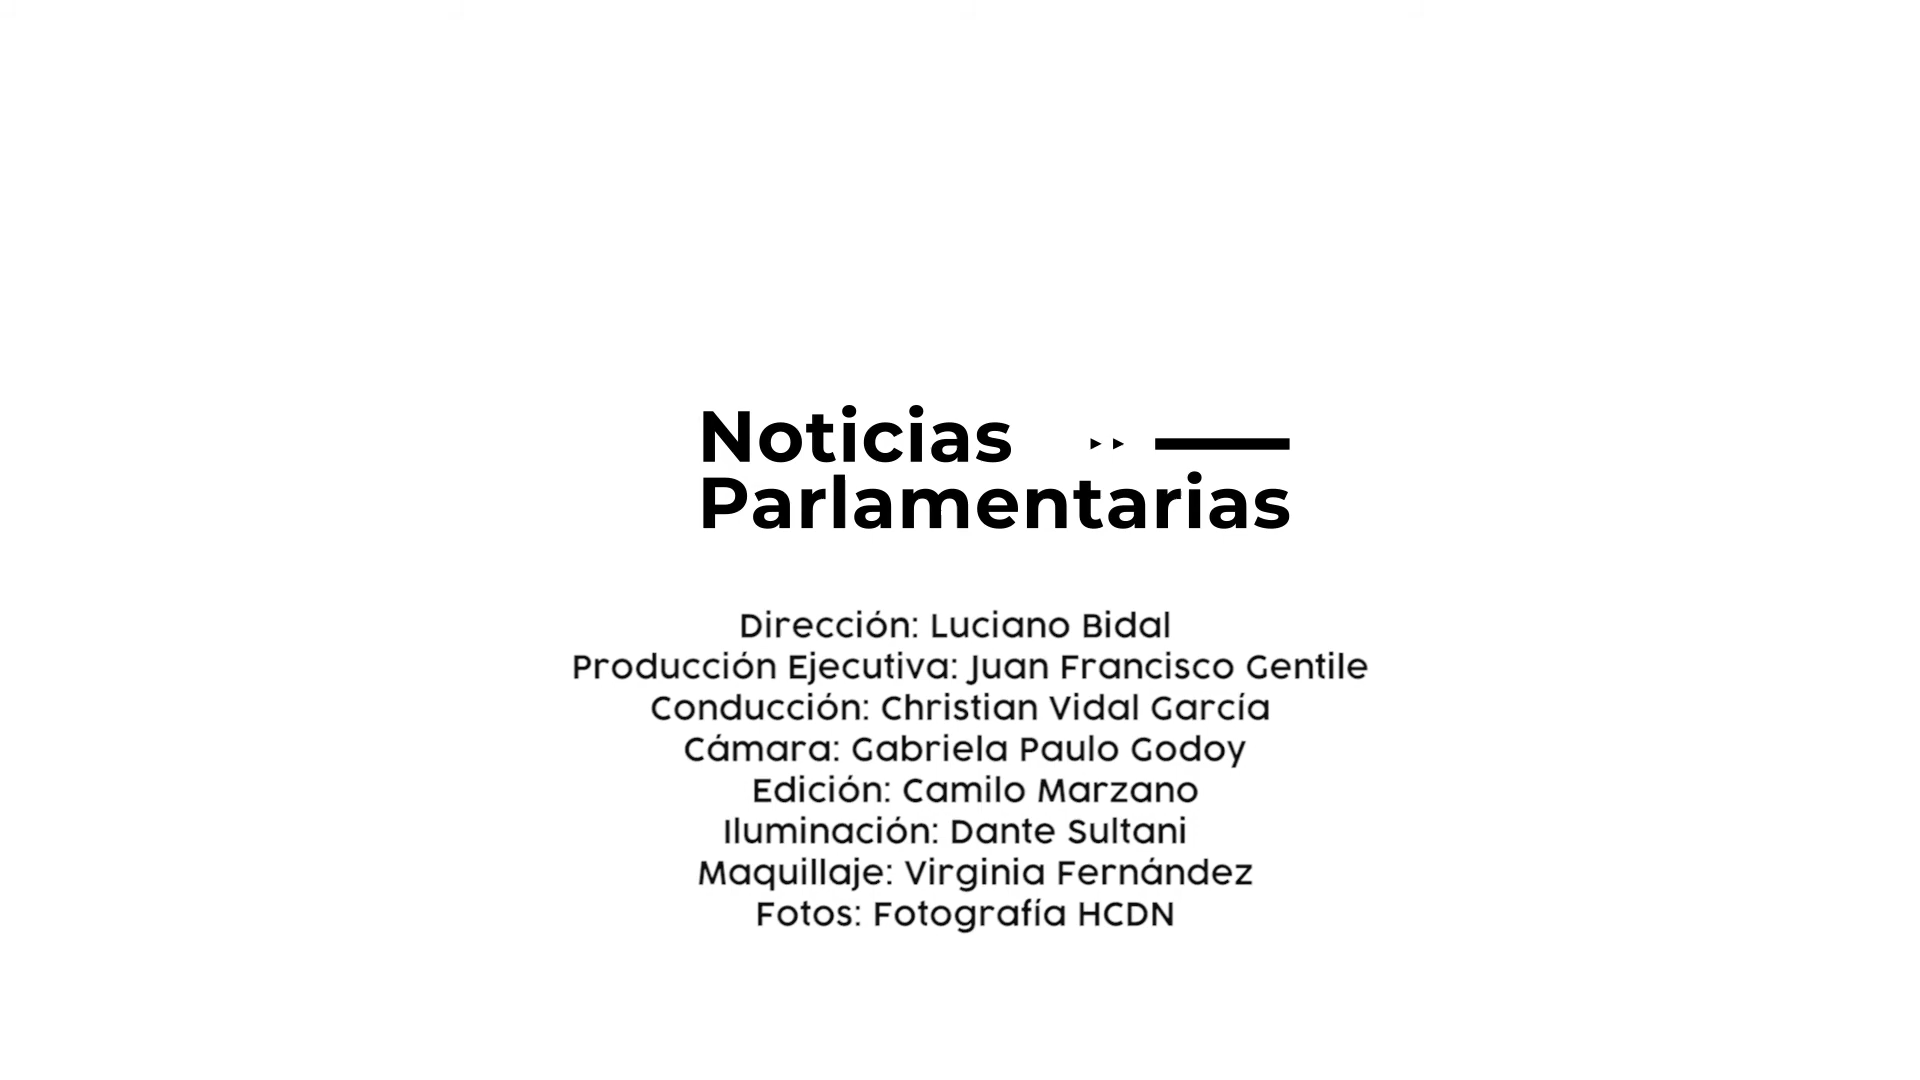 Noticias
Parlamentarias
Dirección: Luciano Bidal
Producción Ejecutiva: Juan Francisco Gentile
Conducción: Christian Vidal García
Cámara: Gabriela Paulo Godoy
Edición: Camilo Marzano
Iluminación: Dante Sultani
Maquillaje: Virginia Fernández
Fotos: Fotografía HCDN